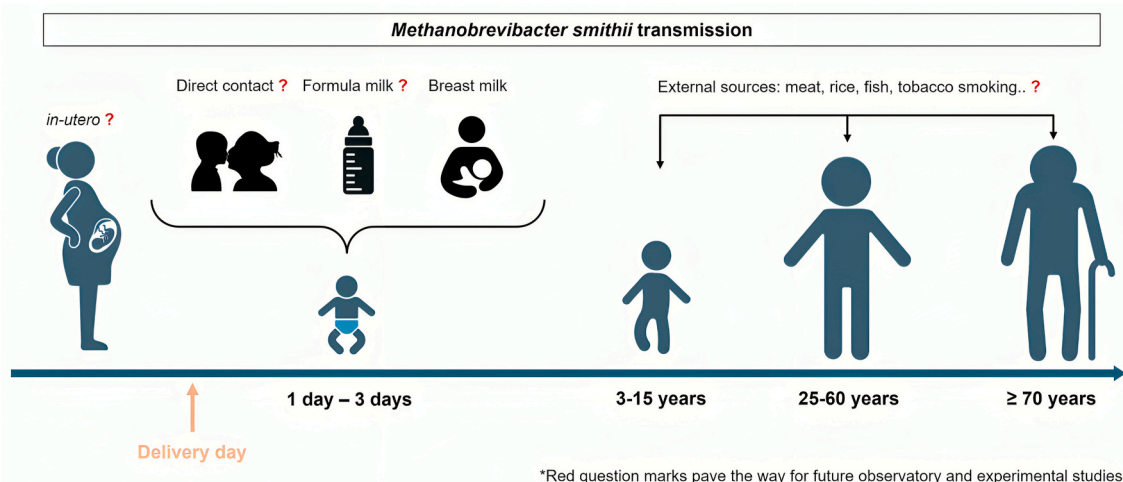 Methanobrevibacter smithii transmission
Direct contact ?
Formula milk ?
Breast milk
External sources: meat, rice, fish, tobacco smoking.. ?
in-utero ?
1 day – 3 days
3-15 years
25-60 years
≥ 70 years
Delivery day
*Red question marks pave the way for future observatory and experimental studies